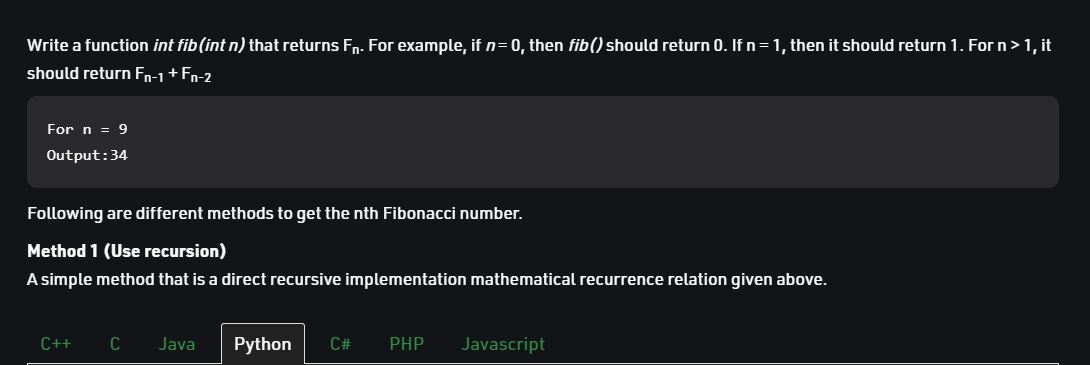 Write a function int fib(int n) that returns Fn. For example, if n = 0, then fib() should return 0. If n = 1, then it should return 1. For n > 1, it
should return Fn-1 + Fn-2
For n = 9
Output:34
Following are different methods to get the nth Fibonacci number.
Method 1 (Use recursion)
A simple method that is a direct recursive implementation mathematical recurrence relation given above.
C++ C Java Python C# PHP Javascript